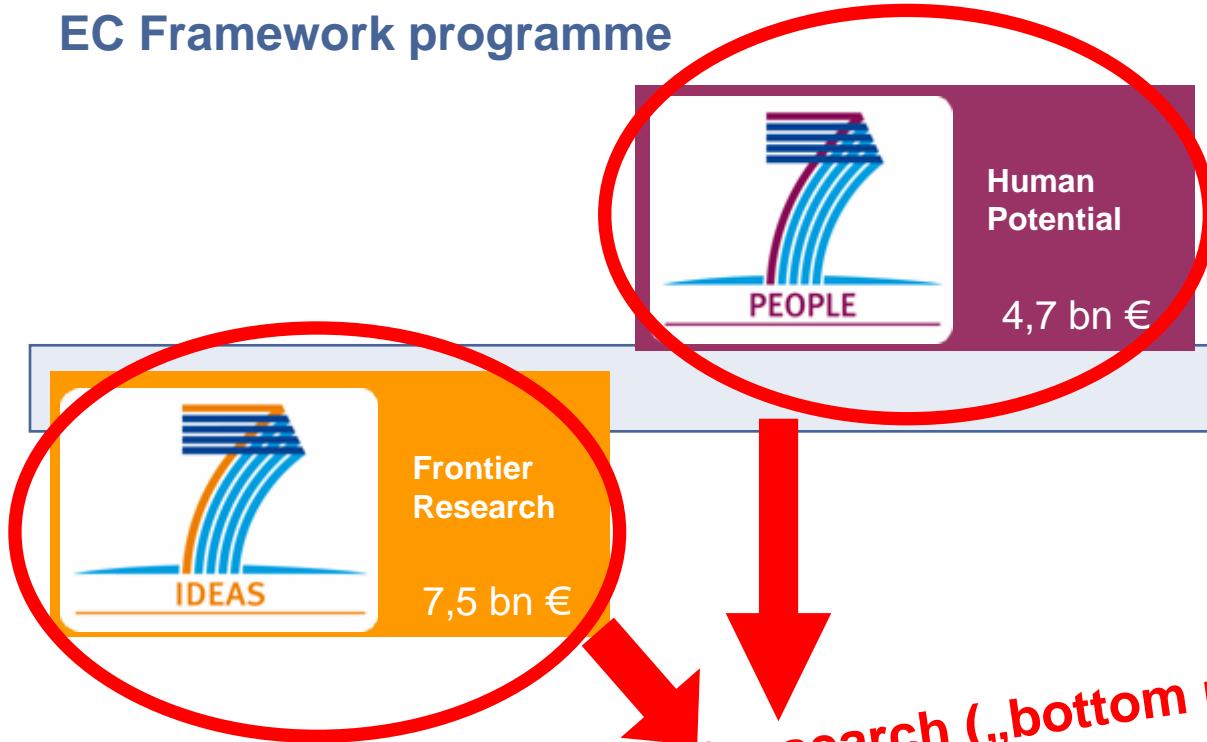 EC Framework programme
Human
Potential
PEOPLE
4,7 bn €
Frontier
Research
IDEAS
7,5 bn €
(„bottom